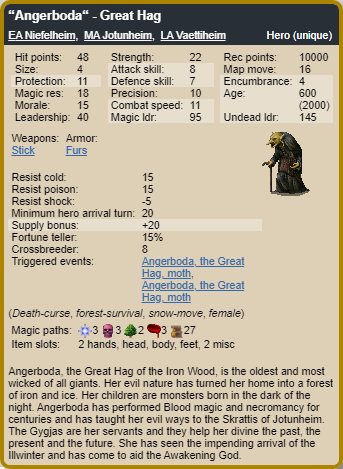 “Angerboda“ - Great Hag
EA Niefelheim, MA Jotunheim, LA Vaettiheim Hero (unique)
Hit points: 48 Strength: 22 Rec points: 10000
Size: 4 Attack skill: 8 Map move: 16
Protection: 11 Defence skill: 7 Encumbrance: 4
Magic res: 18 Precision: 10 Age: 600
Morale: 15 Combat speed: 11 (2000)
Leadership: 40 Magic ldr: 95 Undead ldr: 145
Weapons: Armor:
Stick Furs
Resist cold: 15
Resist poison: 15
Resist shock: -5
Minimum hero arrival turn: 20
Supply bonus: +20
Fortune teller: 15%
Crossbreeder: 8
Triggered events: Angerboda, the Great
Hag, moth,
Angerboda, the Great
Hag, moth
(Death-curse, forest-survival, snow-move, female)
Magic paths: 3 3 2 3 27
Item slots: 2 hands, head, body, feet, 2 misc
Angerboda, the Great Hag of the Iron Wood, is the oldest and most
wicked of all giants. Her evil nature has turned her home into a forest
of iron and ice. Her children are monsters born in the dark of the
night. Angerboda has performed Blood magic and necromancy for
centuries and has taught her evil ways to the Skrattis of Jotunheim.
The Gygjas are her servants and they help her divine the past, the
present and the future. She has seen the impending arrival of the
Illwinter and has come to aid the Awakening God.